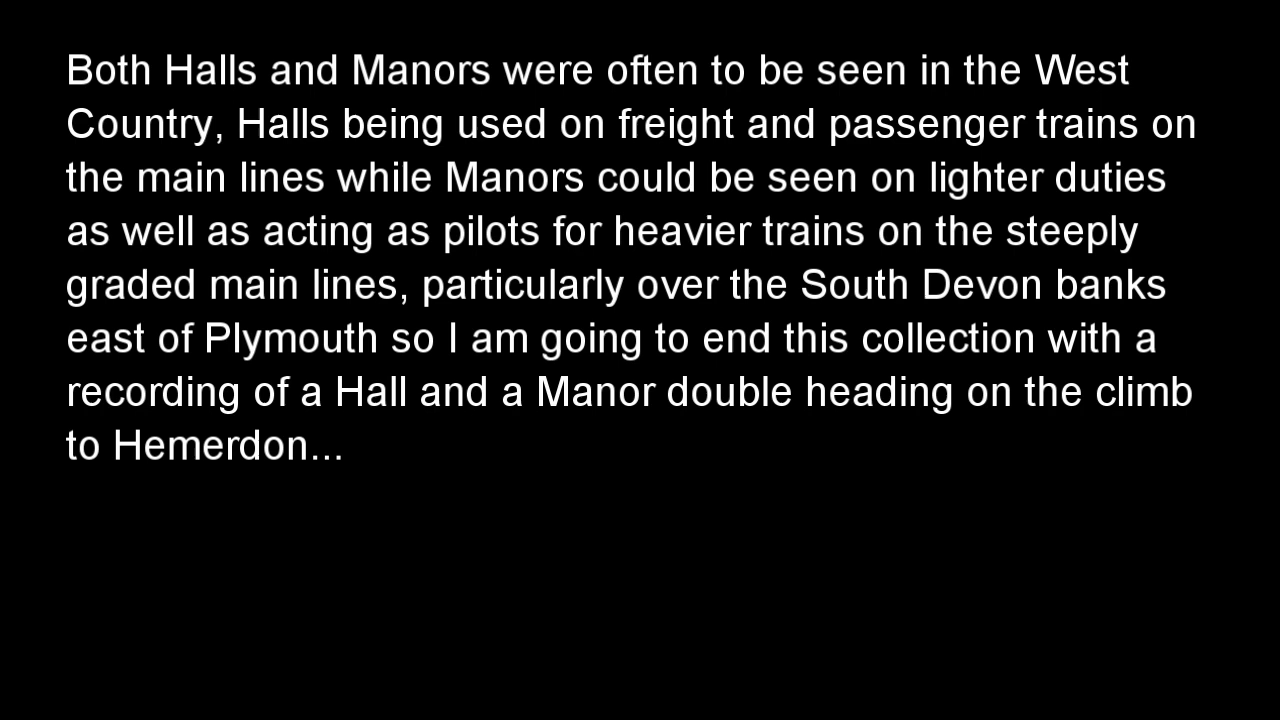 Both Halls and Manors were often to be seen in the West
Country, Halls being used on freight and passenger trains on
the main lines while Manors could be seen on lighter duties
as well as acting as pilots for heavier trains on the steeply
graded main lines, particularly over the South Devon banks
east of Plymouth so I am going to end this collection with a
recording of a Hall and a Manor double heading on the climb
to Hemerdon...